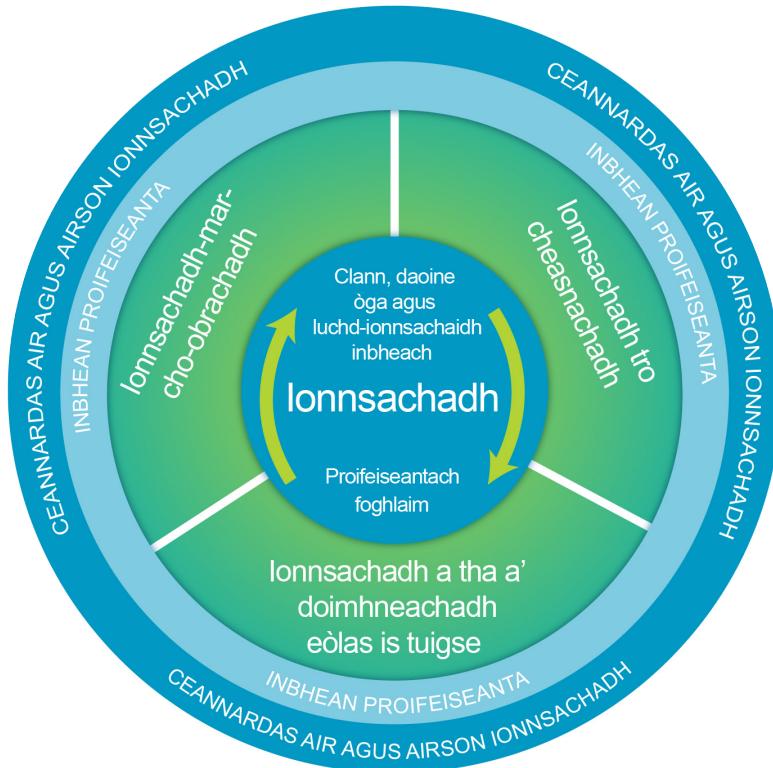 CEANNARDAS AIR AGUS AIRSON IONNSACHADH
CEANNARDAS AIR AGUS AIRSON IONNSACHADH
INBHEAN PROIFEISEANTA
INBHEAN PROIFEISEANTA
Ionnsachadh-mar-
cho-obrachadh
Ionnsachadh tro
cheasnachadh
Clann, daoine
òga agus
luchd-ionnsachaidh
inbheach
Ionnsachadh
Proifeiseantach
foghlaim
Ionnsachadh a tha a’
doimhneachadh
eòlas is tuigse
INBHEAN PROIFEISEANTA
CEANNARDAS AIR AGUS AIRSON IONNSACHADH